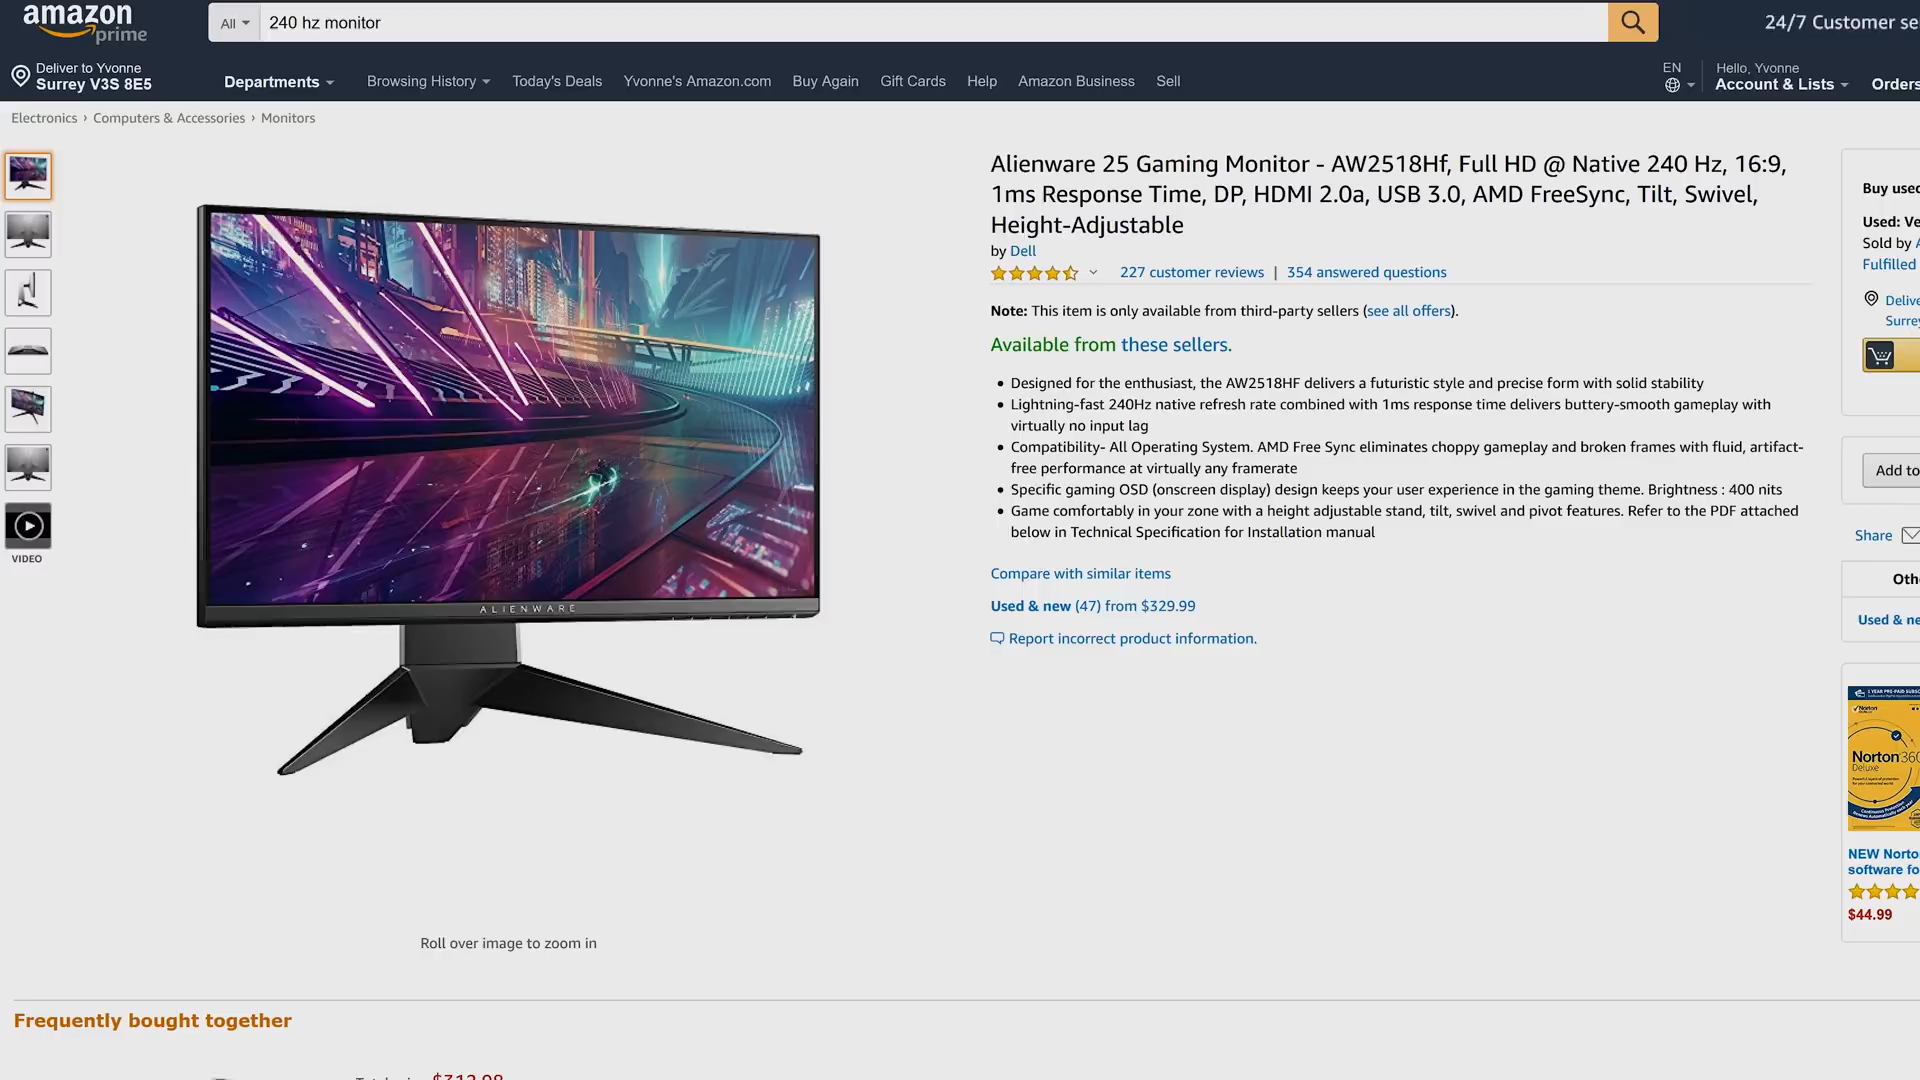 amazon
prime
All
240 hz monitor
24/7 Customer se
Deliver to Yvonne
Surrey V3S 8E5
Departments
Browsing History
Today's Deals
Yvonne's Amazon.com
Buy Again
Gift Cards
Help
Amazon Business
Sell
EN
Hello, Yvonne
Account & Lists
Orders
Electronics › Computers & Accessories › Monitors
VIDEO
ALIENWARE
Roll over image to zoom in
Alienware 25 Gaming Monitor - AW2518Hf, Full HD @ Native 240 Hz, 16:9,
1ms Response Time, DP, HDMI 2.0a, USB 3.0, AMD FreeSync, Tilt, Swivel,
Height-Adjustable
by Dell
227 customer reviews | 354 answered questions
Note: This item is only available from third-party sellers (see all offers).
Available from these sellers.
• Designed for the enthusiast, the AW2518HF delivers a futuristic style and precise form with solid stability
• Lightning-fast 240Hz native refresh rate combined with 1ms response time delivers buttery-smooth gameplay with
virtually no input lag
• Compatibility- All Operating System. AMD Free Sync eliminates choppy gameplay and broken frames with fluid, artifact-
free performance at virtually any framerate
• Specific gaming OSD (onscreen display) design keeps your user experience in the gaming theme. Brightness : 400 nits
• Game comfortably in your zone with a height adjustable stand, tilt, swivel and pivot features. Refer to the PDF attached
below in Technical Specification for Installation manual
Compare with similar items
Used & new (47) from $329.99
Report incorrect product information.
Buy used
Used: Ve
Sold by A
Fulfilled
Delive
Surrey
Add to
Share
Othe
Used & ne
Norton
Norton 360
Deluxe
NEW Norto
software fo
$44.99
Frequently bought together